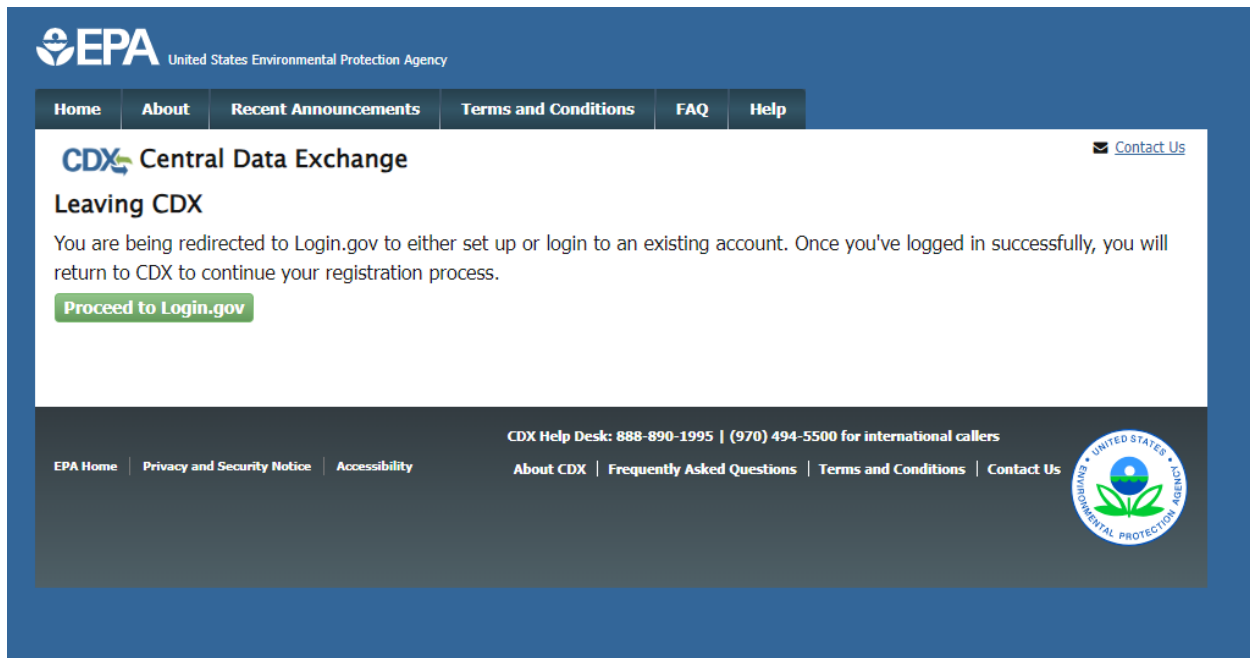 EPA United States Environmental Protection Agency
Home About Recent Announcements Terms and Conditions FAQ Help
CDX Central Data Exchange
Contact Us
Leaving CDX
You are being redirected to Login.gov to either set up or login to an existing account. Once you've logged in successfully, you will
return to CDX to continue your registration process.
Proceed to Login.gov
CDX Help Desk: 888-890-1995 | (970) 494-5500 for international callers
EPA Home Privacy and Security Notice Accessibility
About CDX | Frequently Asked Questions | Terms and Conditions | Contact Us
UNITED STATES ENVIRONMENTAL PROTECTION AGENCY